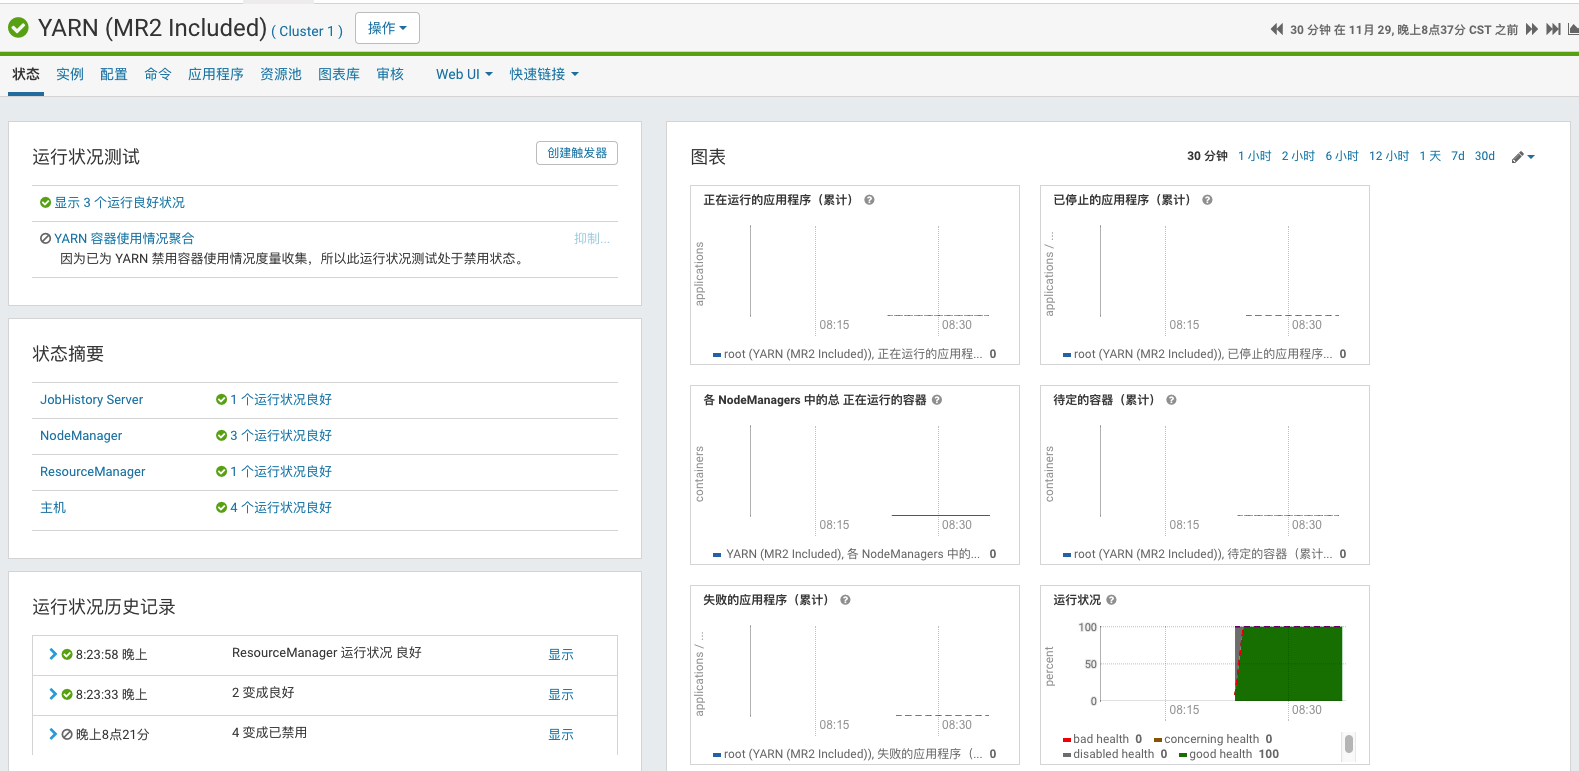 YARN (MR2 Included) ( Cluster 1 ) 操作
30 分钟 在 11月 29, 晚上8点37分 CST 之前
状态 实例 配置 命令 应用程序 资源池 图表库 审核 Web UI 快速链接
运行状况测试 创建触发器
显示 3 个运行良好状况
YARN 容器使用情况聚合 抑制...
因为已为 YARN 禁用容器使用情况度量收集，所以此运行状况测试处于禁用状态。
状态摘要
JobHistory Server 1 个运行状况良好
NodeManager 3 个运行状况良好
ResourceManager 1 个运行状况良好
主机 4 个运行状况良好
运行状况历史记录
8:23:58 晚上 ResourceManager 运行状况 良好 显示
8:23:33 晚上 2 变成良好 显示
晚上8点21分 4 变成已禁用 显示
图表 30 分钟 1 小时 2 小时 6 小时 12 小时 1 天 7d 30d
正在运行的应用程序（累计）
applications
08:15 08:30
root (YARN (MR2 Included)), 正在运行的应用程... 0
已停止的应用程序（累计）
applications / ...
08:15 08:30
root (YARN (MR2 Included)), 已停止的应用程序... 0
各 NodeManagers 中的总 正在运行的容器
containers
08:15 08:30
YARN (MR2 Included), 各 NodeManagers 中的... 0
待定的容器（累计）
containers
08:15 08:30
root (YARN (MR2 Included)), 待定的容器（累计... 0
失败的应用程序（累计）
applications / ...
08:15 08:30
root (YARN (MR2 Included)), 失败的应用程序（... 0
运行状况
percent
100
50
0
08:15 08:30
bad health 0 concerning health 0
disabled health 0 good health 100